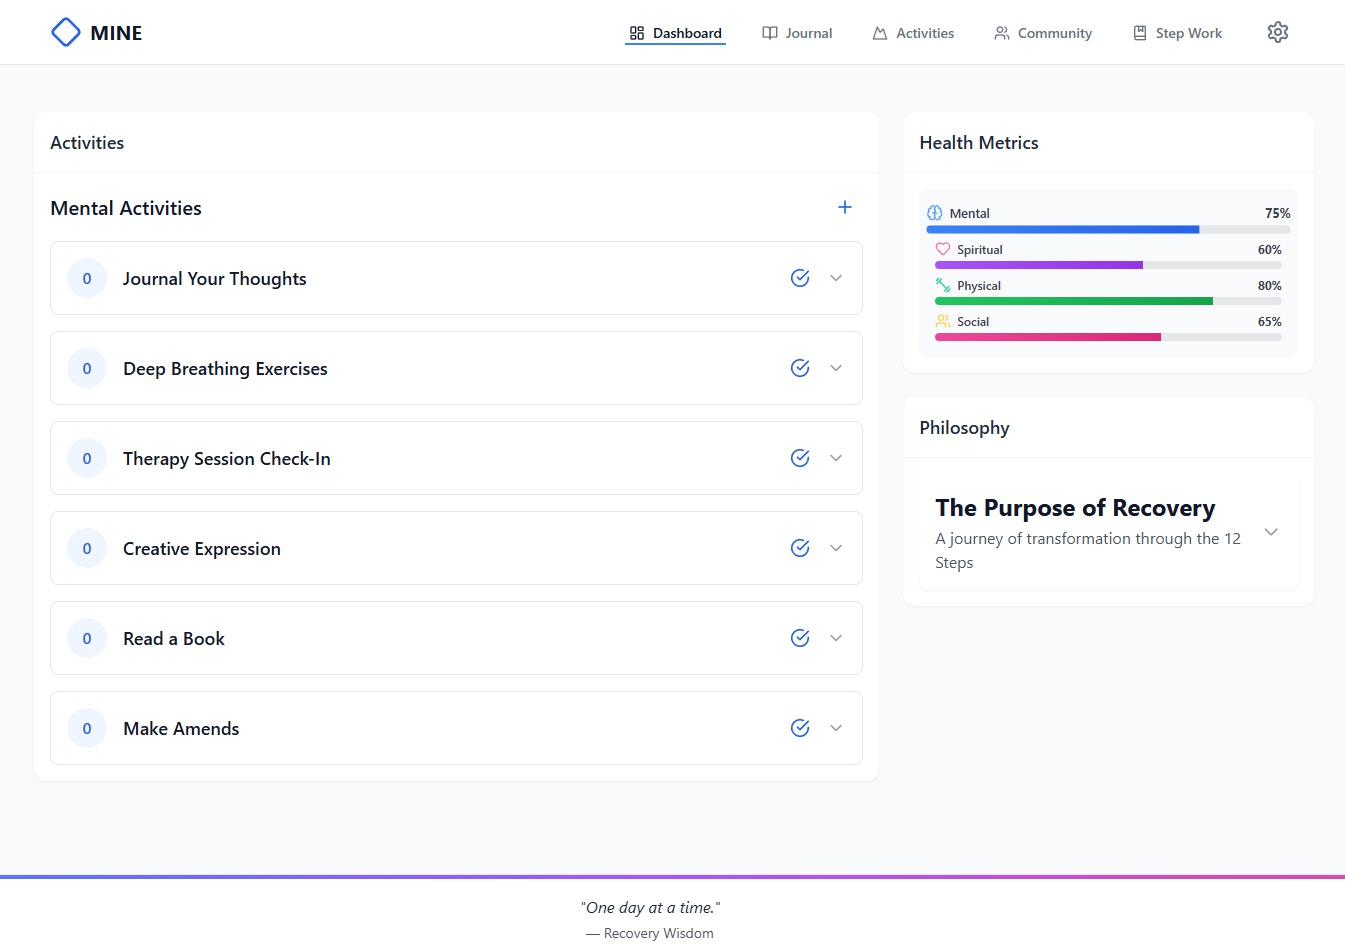 MINE
Dashboard
Journal
Activities
Community
Step Work
Activities
Mental Activities
0 Journal Your Thoughts
0 Deep Breathing Exercises
0 Therapy Session Check-In
0 Creative Expression
0 Read a Book
0 Make Amends
Health Metrics
Mental 75%
Spiritual 60%
Physical 80%
Social 65%
Philosophy
The Purpose of Recovery
A journey of transformation through the 12
Steps
"One day at a time."
— Recovery Wisdom